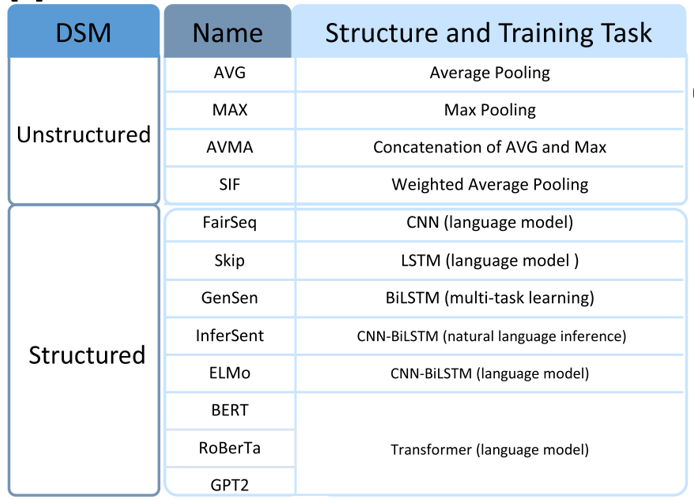 DSM Name Structure and Training Task
Unstructured
AVG Average Pooling
MAX Max Pooling
AVMA Concatenation of AVG and Max
SIF Weighted Average Pooling
Structured
FairSeq CNN (language model)
Skip LSTM (language model )
GenSen BiLSTM (multi-task learning)
InferSent CNN-BiLSTM (natural language inference)
ELMo CNN-BiLSTM (language model)
BERT
RoBerTa Transformer (language model)
GPT2